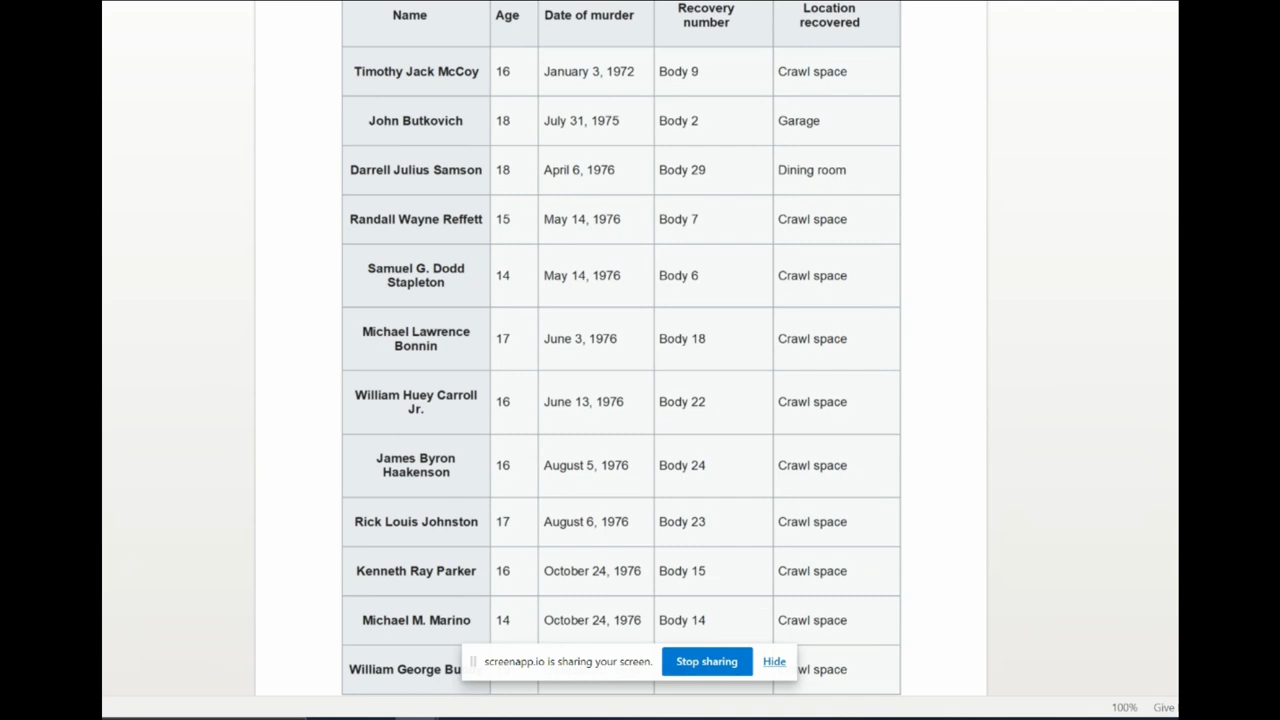 Name Age Date of murder Recovery number Location recovered
Timothy Jack McCoy 16 January 3, 1972 Body 9 Crawl space
John Butkovich 18 July 31, 1975 Body 2 Garage
Darrell Julius Samson 18 April 6, 1976 Body 29 Dining room
Randall Wayne Reffett 15 May 14, 1976 Body 7 Crawl space
Samuel G. Dodd Stapleton 14 May 14, 1976 Body 6 Crawl space
Michael Lawrence Bonnin 17 June 3, 1976 Body 18 Crawl space
William Huey Carroll Jr. 16 June 13, 1976 Body 22 Crawl space
James Byron Haakenson 16 August 5, 1976 Body 24 Crawl space
Rick Louis Johnston 17 August 6, 1976 Body 23 Crawl space
Kenneth Ray Parker 16 October 24, 1976 Body 15 Crawl space
Michael M. Marino 14 October 24, 1976 Body 14 Crawl space
William George space
screenapp.io is sharing your screen. Stop sharing Hide
100% Give